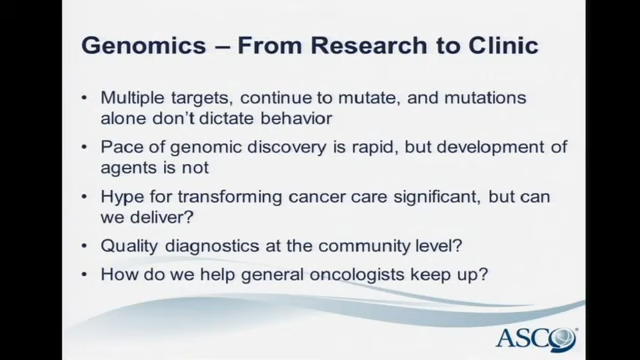 Genomics – From Research to Clinic
• Multiple targets, continue to mutate, and mutations
alone don't dictate behavior
• Pace of genomic discovery is rapid, but development of
agents is not
• Hype for transforming cancer care significant, but can
we deliver?
• Quality diagnostics at the community level?
• How do we help general oncologists keep up?
ASCO